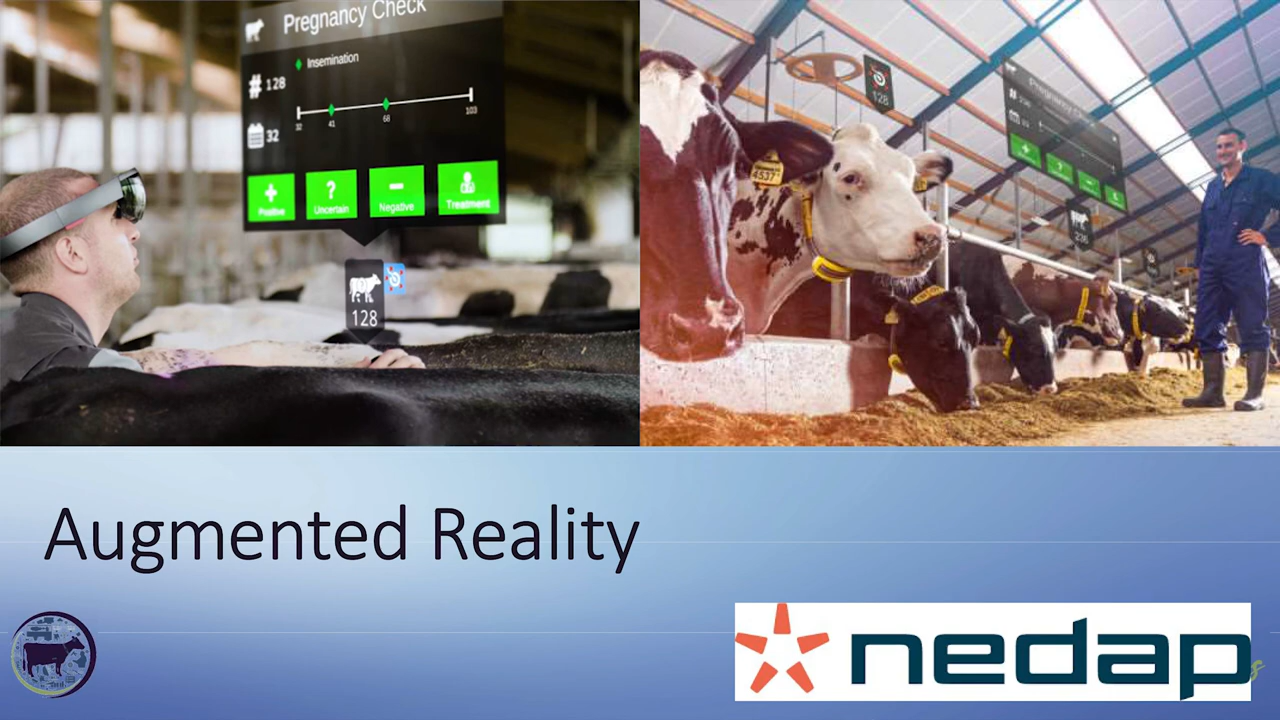 Pregnancy Check
# 128
Insemination
32
41
68
103
32
+
Positive
?
Uncertain
−
Negative
Treatment
128
128
4537
Pregnancy
Augmented Reality
nedap